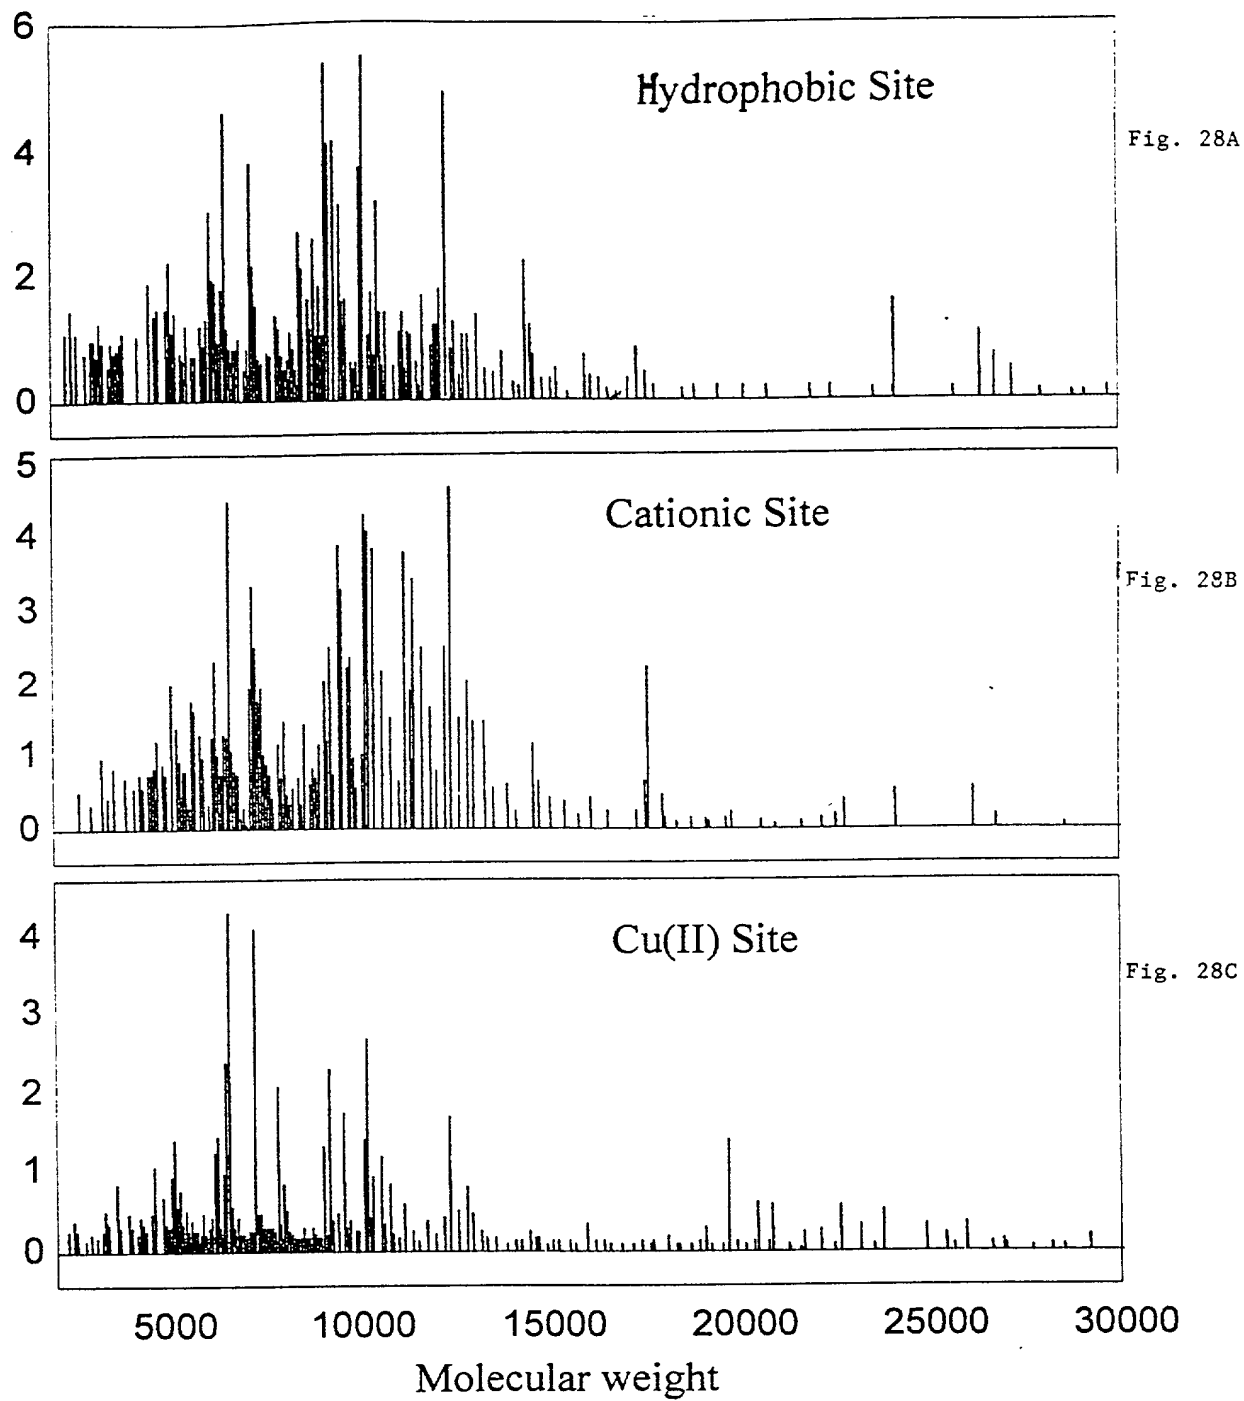 6
Hydrophobic Site
Fig. 28A
4
2
0
5
Cationic Site
4
Fig. 28B
3
2
1
0
4
Cu(II) Site
Fig. 28C
3
2
1
0
5000 10000 15000 20000 25000 30000
Molecular weight